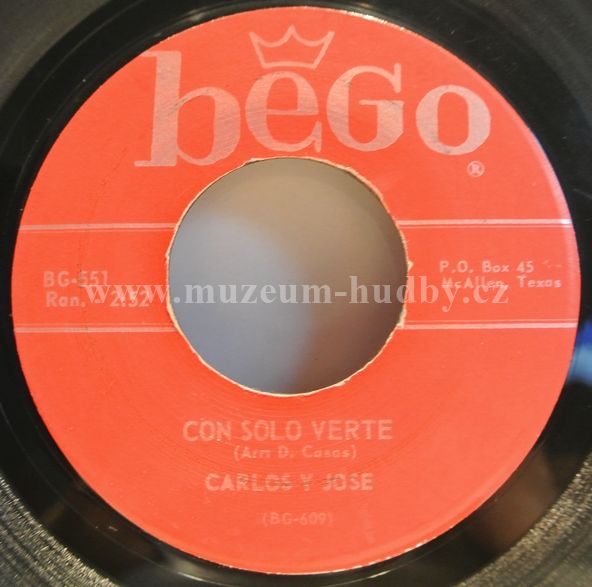 beGo
®
BG-551
Ran, 2:52
P.O. Box 45
McAllen, Texas
www.muzeum-hudby.cz
CON SOLO VERTE
(Arn D. Casas)
CARLOS Y JOSE
(BG-609)